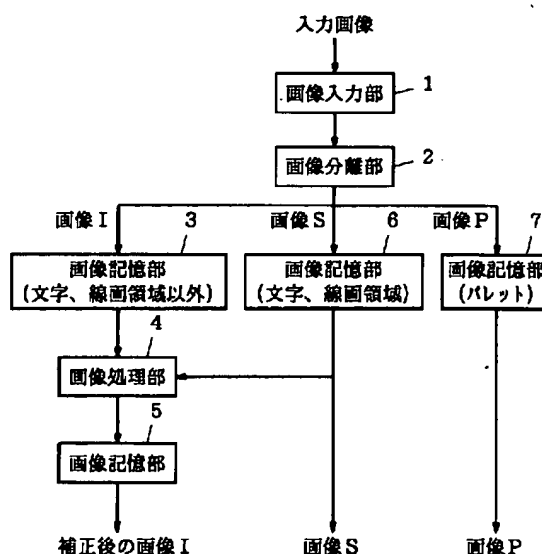 入力画像
画像入力部
1
画像分離部
2
画像I
3
画像S
6
画像P
7
画像記憶部
(文字、線画領域以外)
画像記憶部
(文字、線画領域)
画像記憶部
(パレット)
4
画像処理部
5
画像記憶部
補正後の画像I
画像S
画像P